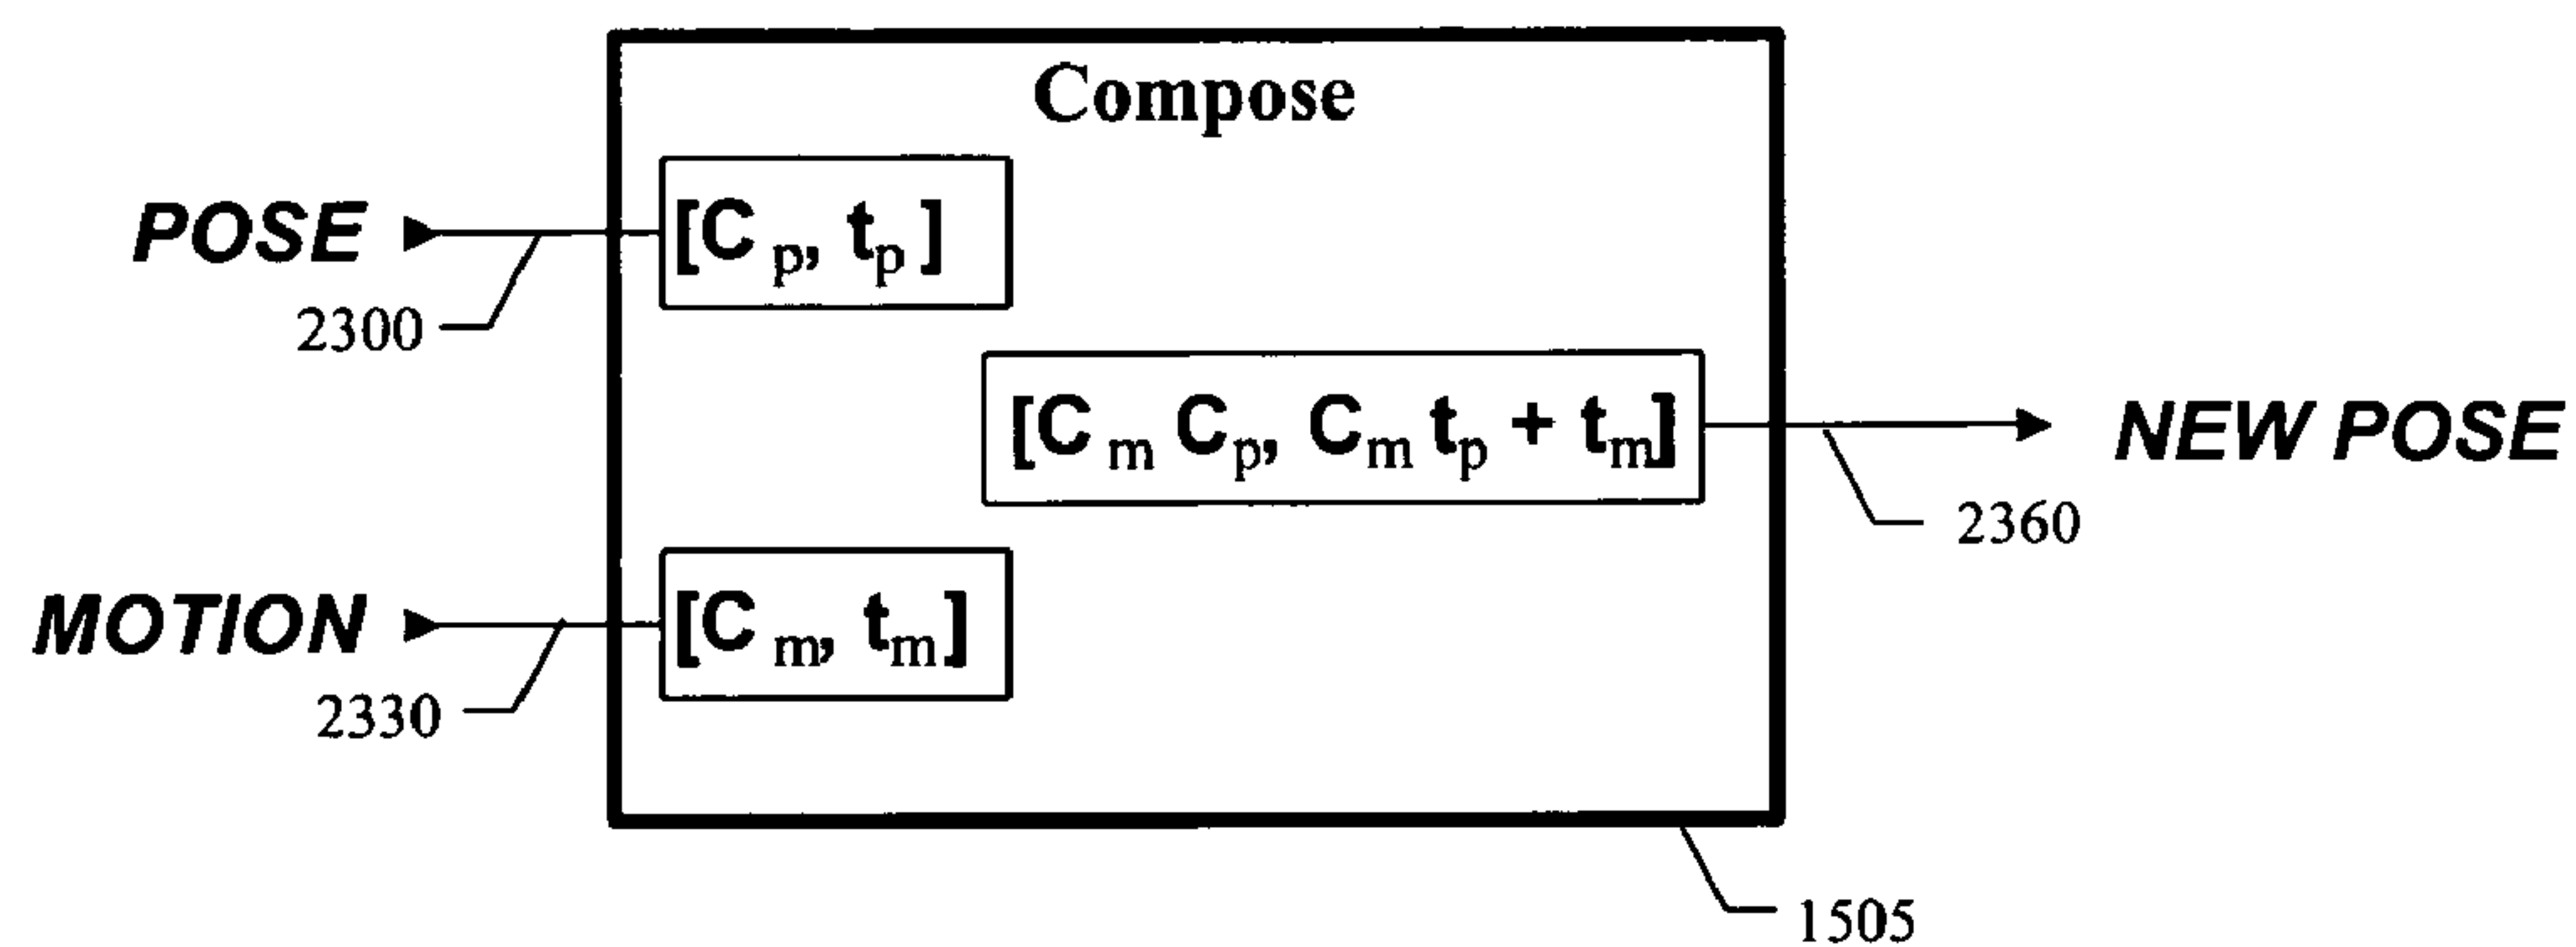 Compose
POSE
[C p, tp ]
2300
[C m Cp, Cm tp + tm]
NEW POSE
2360
MOTION
[C m, tm]
2330
1505